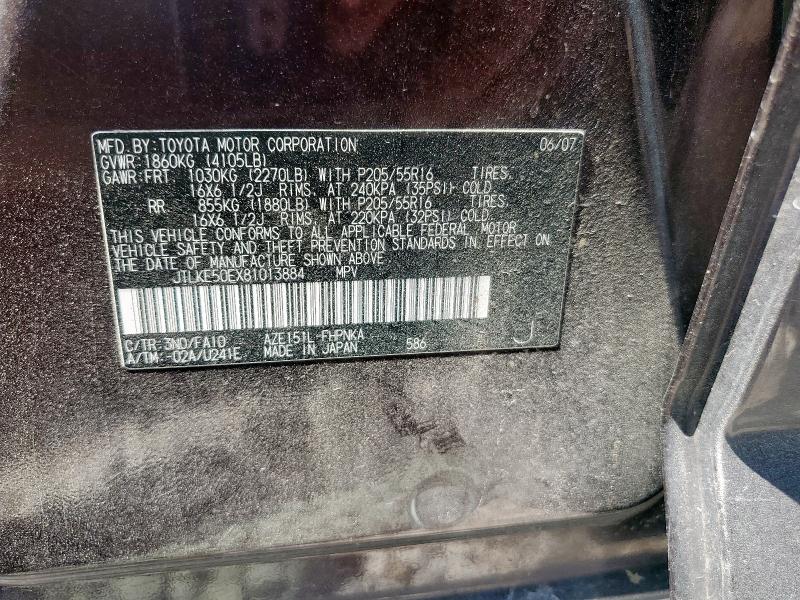 MFD. BY: TOYOTA MOTOR CORPORATION 06/07
GVWR: 1860KG (4105LB)
GAWR: FRT 1030KG (2270LB) WITH P205/55R16 TIRES.
16X6 1/2J RIMS. AT 240KPA (35PSI) COLD.
RR 855KG (1880LB) WITH P205/55R16 TIRES.
16X6 1/2J RIMS. AT 220KPA (32PSI) COLD.
THIS VEHICLE CONFORMS TO ALL APPLICABLE FEDERAL MOTOR
VEHICLE SAFETY AND THEFT PREVENTION STANDARDS IN EFFECT ON
THE DATE OF MANUFACTURE SHOWN ABOVE
JTLKE50EX81013884 MPV
C/TR: 3ND/FA10 AZE151L-FHPNKA
A/TM: -02A/U241E MADE IN JAPAN 586 J